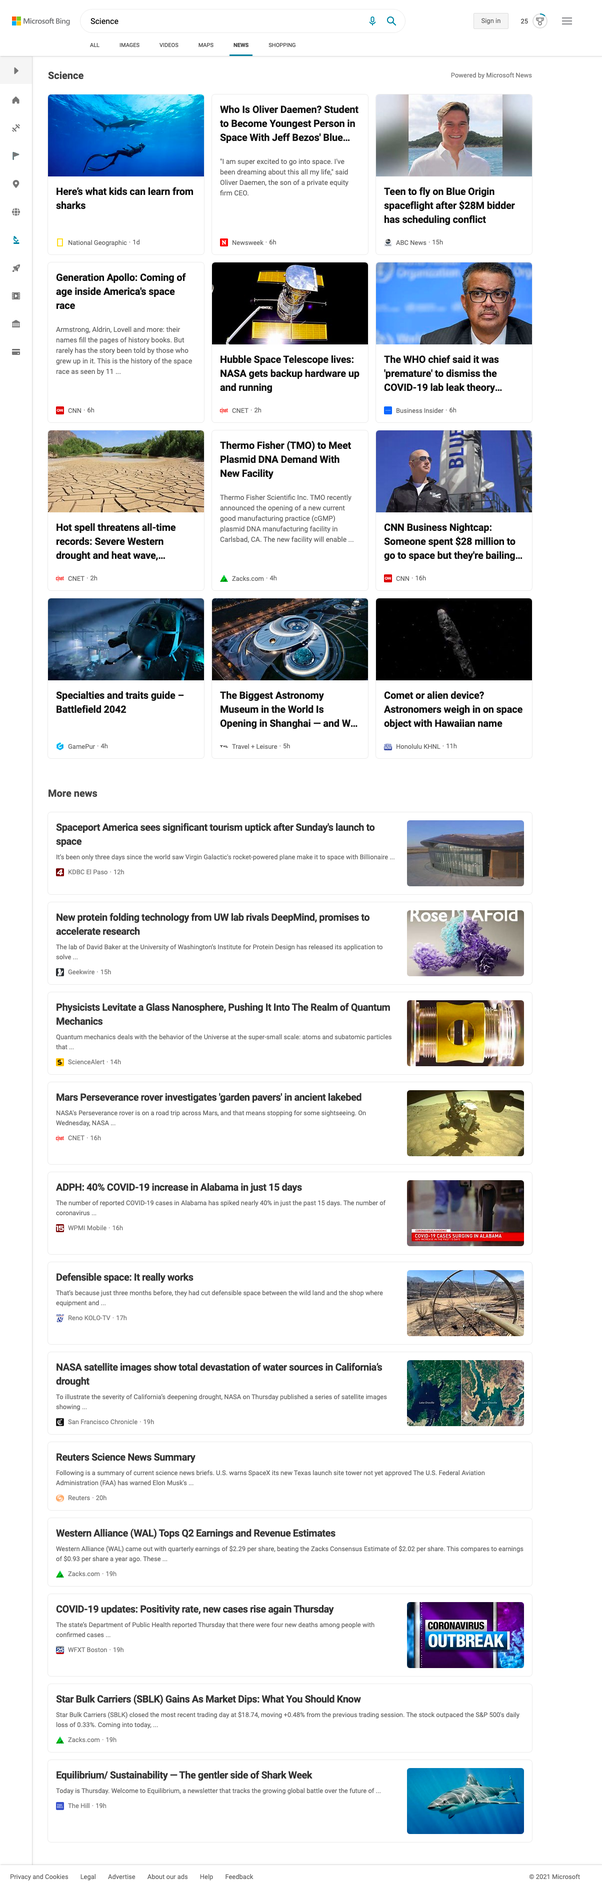 Microsoft Bing
Science
Sign in
25
ALL IMAGES VIDEOS MAPS NEWS SHOPPING
Science
Powered by Microsoft News
Here's what kids can learn from
sharks
National Geographic · 1d
Who Is Oliver Daemen? Student
to Become Youngest Person in
Space With Jeff Bezos' Blue...
"I am super excited to go into space. I've
been dreaming about this all my life," said
Oliver Daemen, the son of a private equity
firm CEO.
Newsweek · 6h
Teen to fly on Blue Origin
spaceflight after $28M bidder
has scheduling conflict
ABC News · 15h
Generation Apollo: Coming of
age inside America's space
race
Armstrong, Aldrin, Lovell and more: their
names fill the pages of history books. But
rarely has the story been told by those who
grew up in it. This is the history of the space
race as seen by 11 ...
CNN · 6h
Hubble Space Telescope lives:
NASA gets backup hardware up
and running
CNET · 2h
The WHO chief said it was
'premature' to dismiss the
COVID-19 lab leak theory...
Business Insider · 6h
Hot spell threatens all-time
records: Severe Western
drought and heat wave,...
CNET · 2h
Thermo Fisher (TMO) to Meet
Plasmid DNA Demand With
New Facility
Thermo Fisher Scientific Inc. TMO recently
announced the opening of a new current
good manufacturing practice (cGMP)
plasmid DNA manufacturing facility in
Carlsbad, CA. The new facility will enable ...
Zacks.com · 4h
BLUE
CNN Business Nightcap:
Someone spent $28 million to
go to space but they're bailing...
CNN · 16h
Specialties and traits guide –
Battlefield 2042
GamePur · 4h
The Biggest Astronomy
Museum in the World Is
Opening in Shanghai — and W...
Travel + Leisure · 5h
Comet or alien device?
Astronomers weigh in on space
object with Hawaiian name
Honolulu KHNL · 11h
More news
Spaceport America sees significant tourism uptick after Sunday's launch to
space
It's been only three days since the world saw Virgin Galactic's rocket-powered plane make it to space with Billionaire ...
KDBC El Paso · 12h
New protein folding technology from UW lab rivals DeepMind, promises to
accelerate research
The lab of David Baker at the University of Washington's Institute for Protein Design has released its application to
solve ...
Geekwire · 15h
RoseTTAFold
Physicists Levitate a Glass Nanosphere, Pushing It Into The Realm of Quantum
Mechanics
Quantum mechanics deals with the behavior of the Universe at the super-small scale: atoms and subatomic particles
that ...
ScienceAlert · 14h
Mars Perseverance rover investigates 'garden pavers' in ancient lakebed
NASA's Perseverance rover is on a road trip across Mars, and that means stopping for some sightseeing. On
Wednesday, NASA ...
CNET · 16h
ADPH: 40% COVID-19 increase in Alabama in just 15 days
The number of reported COVID-19 cases in Alabama has spiked nearly 40% in just the past 15 days. The number of
coronavirus ...
WPMI Mobile · 16h
COVID-19 CASES SURGING IN ALABAMA
Defensible space: It really works
That's because just three months before, they had cut defensible space between the wild land and the shop where
equipment and ...
Reno KOLO-TV · 17h
NASA satellite images show total devastation of water sources in California's
drought
To illustrate the severity of California's deepening drought, NASA on Thursday published a series of satellite images
showing ...
San Francisco Chronicle · 19h
Reuters Science News Summary
Following is a summary of current science news briefs. U.S. warns SpaceX its new Texas launch site tower not yet approved The U.S. Federal Aviation
Administration (FAA) has warned Elon Musk's ...
Reuters · 20h
Western Alliance (WAL) Tops Q2 Earnings and Revenue Estimates
Western Alliance (WAL) came out with quarterly earnings of $2.29 per share, beating the Zacks Consensus Estimate of $2.02 per share. This compares to earnings
of $0.93 per share a year ago. These ...
Zacks.com · 19h
COVID-19 updates: Positivity rate, new cases rise again Thursday
The state's Department of Public Health reported Thursday that there were four new deaths among people with
confirmed cases ...
WFXT Boston · 19h
CORONAVIRUS
OUTBREAK
Star Bulk Carriers (SBLK) Gains As Market Dips: What You Should Know
Star Bulk Carriers (SBLK) closed the most recent trading day at $18.74, moving +0.48% from the previous trading session. The stock outpaced the S&P 500's daily
loss of 0.33%. Coming into today, ...
Zacks.com · 19h
Equilibrium/ Sustainability — The gentler side of Shark Week
Today is Thursday. Welcome to Equilibrium, a newsletter that tracks the growing global battle over the future of ...
The Hill · 19h
Privacy and Cookies Legal Advertise About our ads Help Feedback
© 2021 Microsoft